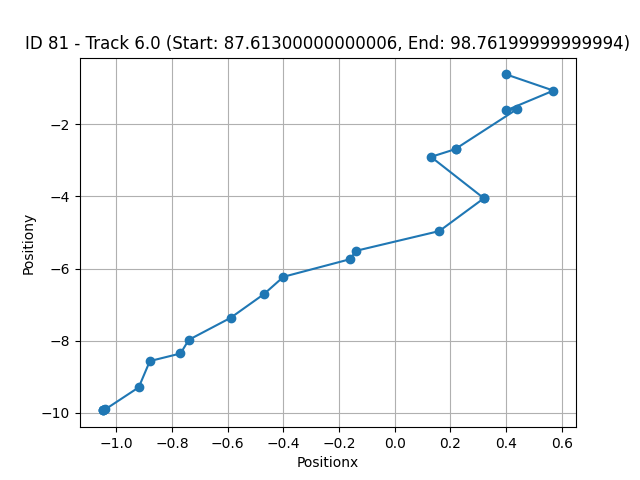 ID 81 - Track 6.0 (Start: 87.61300000000006, End: 98.76199999999994)
Positiony
−2
−4
−6
−8
−10
−1.0 −0.8 −0.6 −0.4 −0.2 0.0 0.2 0.4 0.6
Positionx